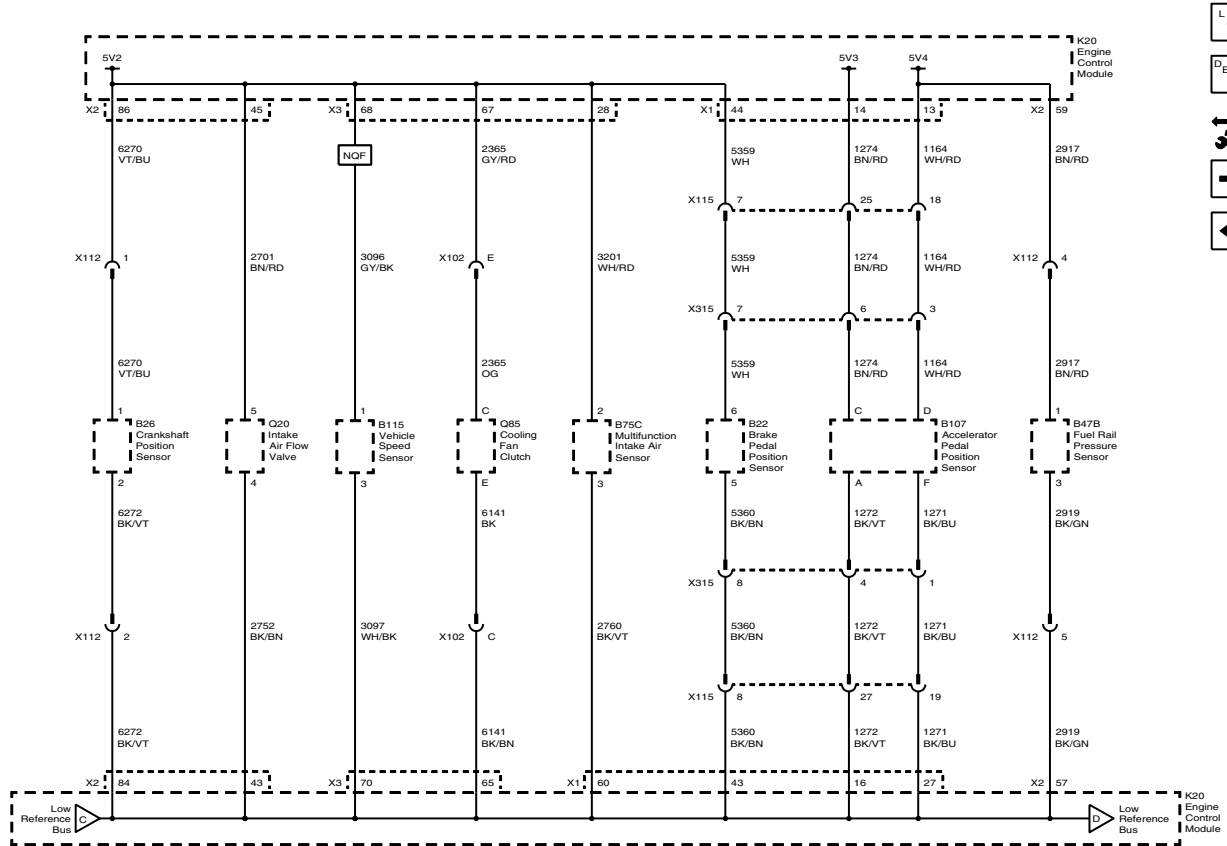 L
D E
K20
Engine
Control
Module
5V2 5V3 5V4
X2 86 45 X3 68 67 28 X1 44 14 13 X2 59
6270 VT/BU
NQF
2365 GY/RD
5359 WH
1274 BN/RD
1164 WH/RD
2917 BN/RD
X115 7 25 18
X112 1
2701 BN/RD
3096 GY/BK
X102 E
3201 WH/RD
5359 WH
1274 BN/RD
1164 WH/RD
X112 4
X315 7 6 3
6270 VT/BU
2365 OG
5359 WH
1274 BN/RD
1164 WH/RD
2917 BN/RD
1 5 1 C 2 6 C D 1
B26
Crankshaft
Position
Sensor
Q20
Intake
Air Flow
Valve
B115
Vehicle
Speed
Sensor
Q85
Cooling
Fan
Clutch
B75C
Multifunction
Intake Air
Sensor
B22
Brake
Pedal
Position
Sensor
B107
Accelerator
Pedal
Position
Sensor
B47B
Fuel Rail
Pressure
Sensor
2 4 3 E 3 5 A F 3
6272 BK/VT
6141 BK
5360 BK/BN
1272 BK/VT
1271 BK/BU
2919 BK/GN
X315 8 4 1
X112 2
2752 BK/BN
3097 WH/BK
X102 C
2760 BK/VT
5360 BK/BN
1272 BK/VT
1271 BK/BU
X112 5
X115 8 27 19
6272 BK/VT
6141 BK/BN
5360 BK/BN
1272 BK/VT
1271 BK/BU
2919 BK/GN
X2 84 43 X3 70 65 X1 60 43 16 27 X2 57
Low
Reference
Bus
C
D
Low
Reference
Bus
K20
Engine
Control
Module